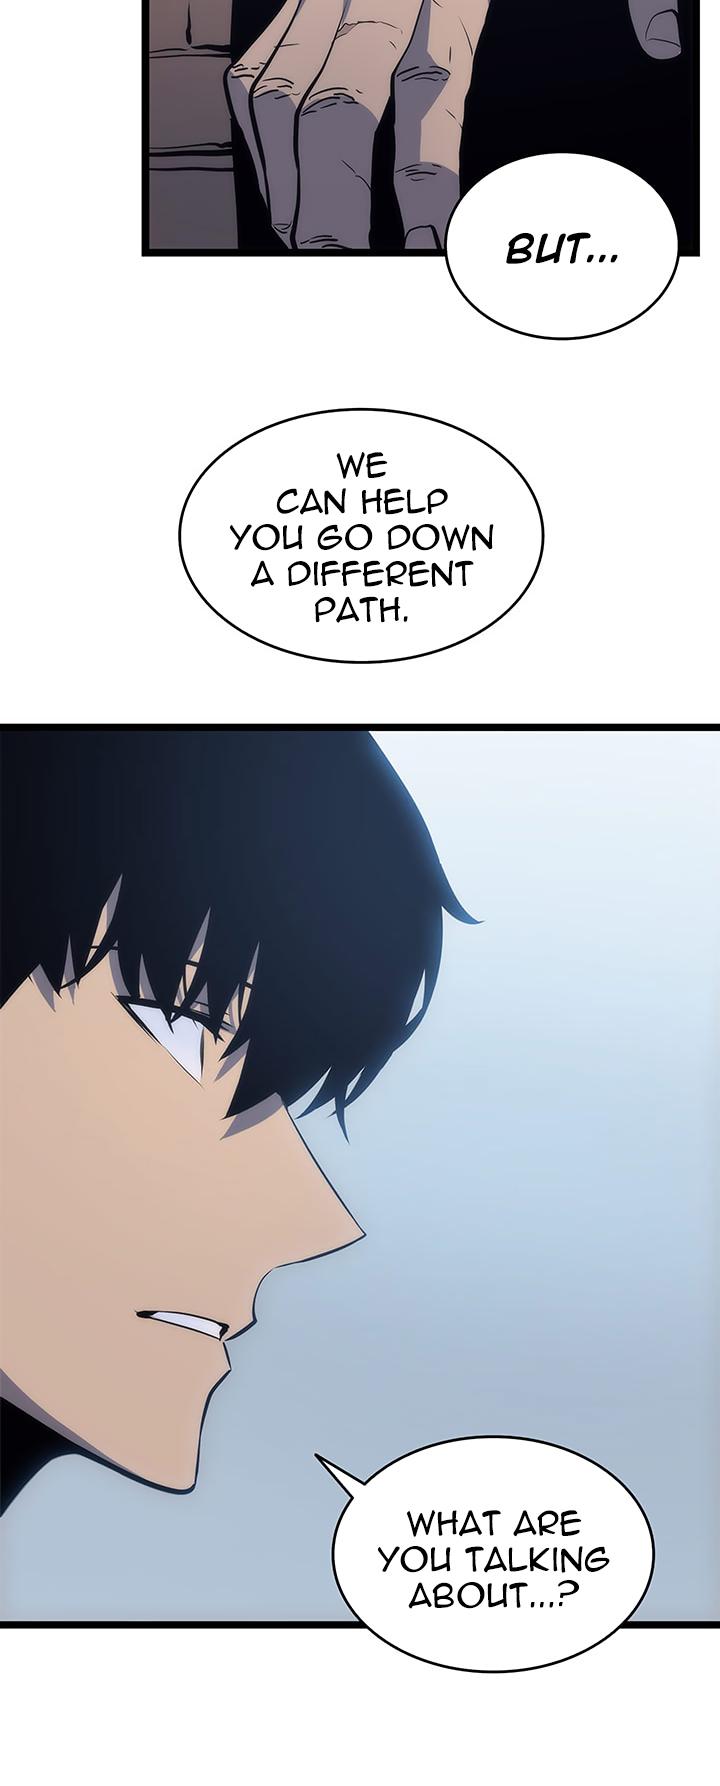 BUT...
WE
CAN HELP
YOU GO DOWN
A DIFFERENT
PATH.
WHAT ARE
YOU TALKING
ABOUT...?